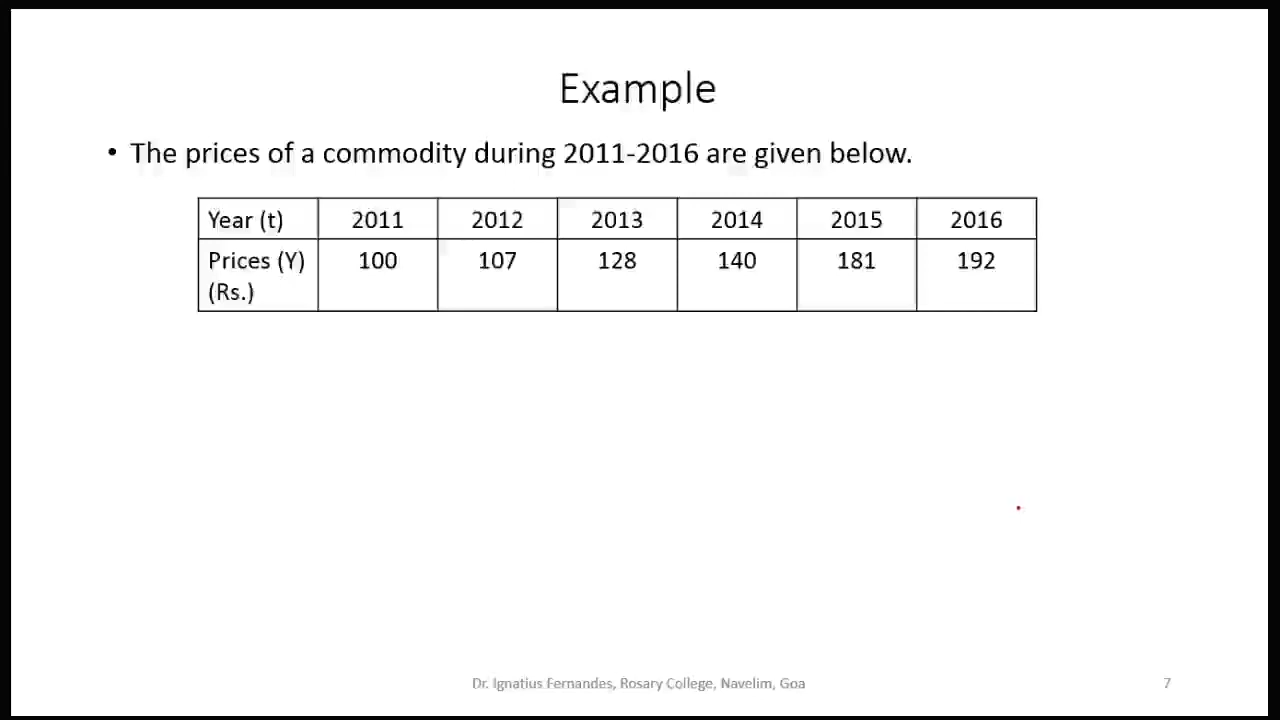 Example
• The prices of a commodity during 2011-2016 are given below.
Year (t) 2011 2012 2013 2014 2015 2016
Prices (Y) 100 107 128 140 181 192
(Rs.)
Dr. Ignatius Fernandes, Rosary College, Navelim, Goa 7